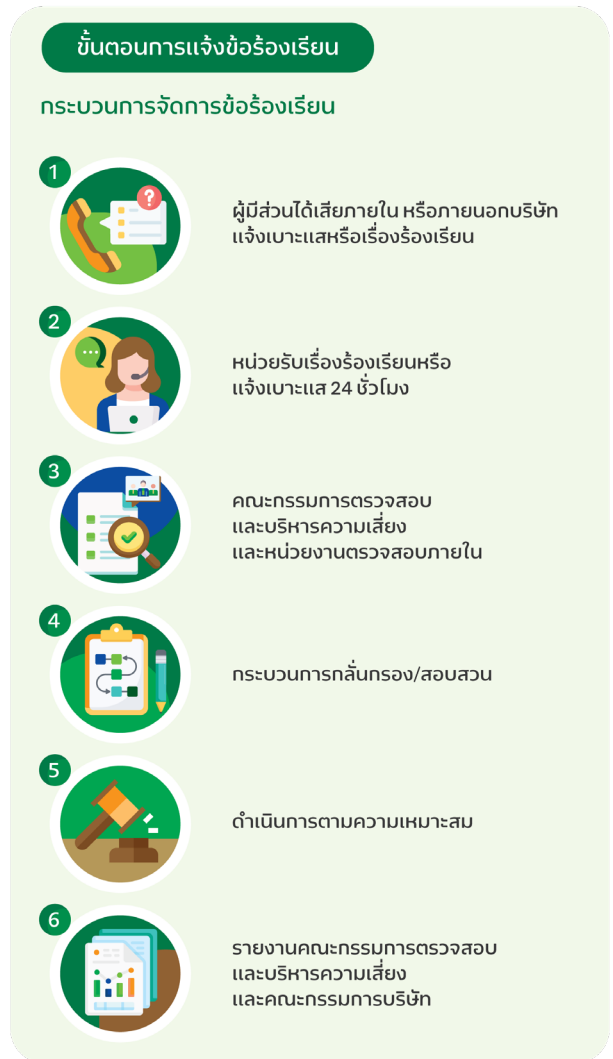 ขั้นตอนการแจ้งข้อร้องเรียน
กระบวนการจัดการข้อร้องเรียน
1
ผู้มีส่วนได้เสียภายใน หรือภายนอกบริษัท
แจ้งเบาะแสหรือเรื่องร้องเรียน
2
หน่วยรับเรื่องร้องเรียนหรือ
แจ้งเบาะแส 24 ชั่วโมง
3
คณะกรรมการตรวจสอบ
และบริหารความเสี่ยง
และหน่วยงานตรวจสอบภายใน
4
กระบวนการกลั่นกรอง/สอบสวน
5
ดำเนินการตามความเหมาะสม
6
รายงานคณะกรรมการตรวจสอบ
และบริหารความเสี่ยง
และคณะกรรมการบริษัท